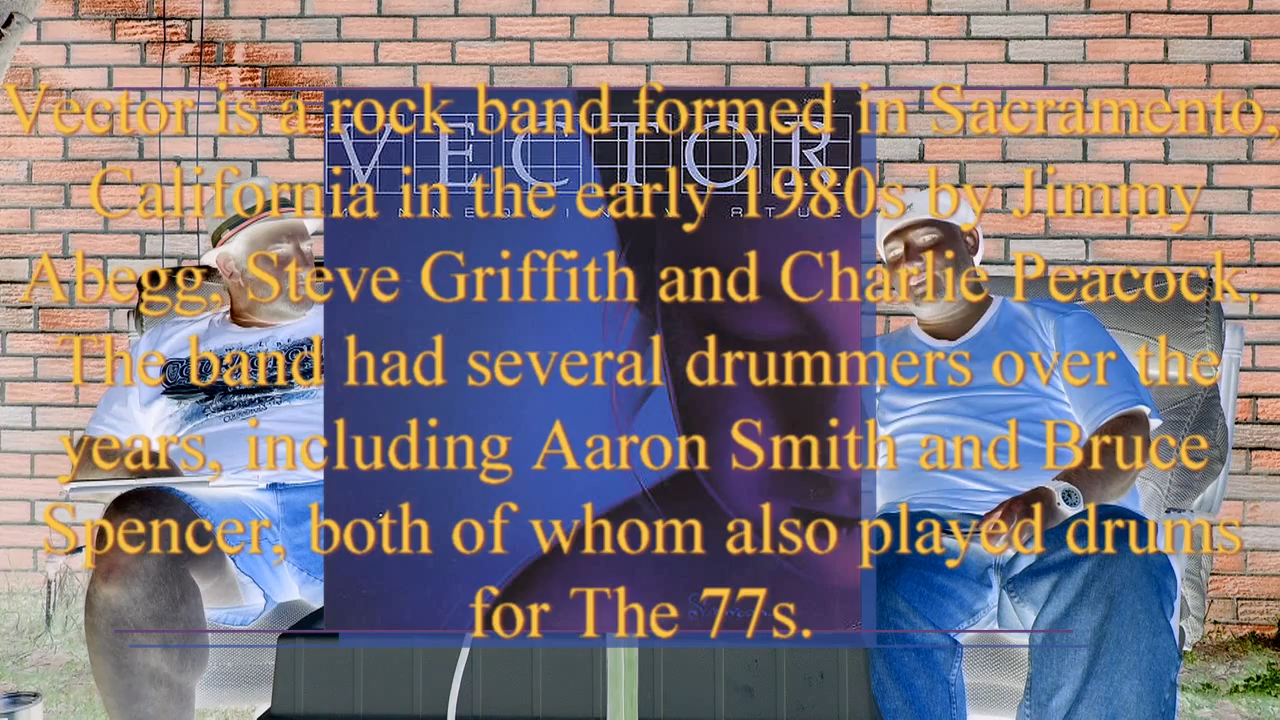 Vector is a rock band formed in Sacramento,
VECTOR
California in the early 1980s by Jimmy
Abegg, Steve Griffith and Charlie Peacock.
The band had several drummers over the
years, including Aaron Smith and Bruce
Spencer, both of whom also played drums
for The 77s.